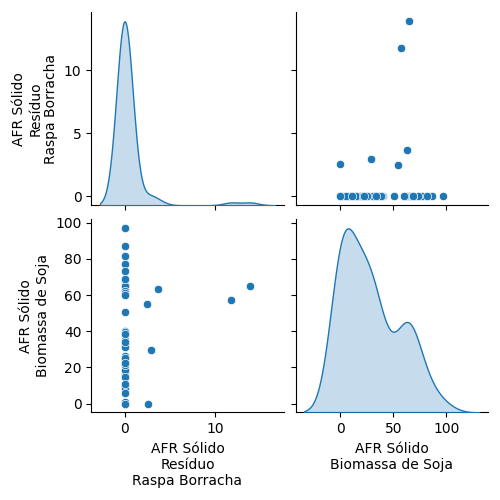 AFR Sólido
Resíduo
Raspa Borracha
10
5
0
AFR Sólido
Biomassa de Soja
100
80
60
40
20
0
0
10
AFR Sólido
Resíduo
Raspa Borracha
0
50
100
AFR Sólido
Biomassa de Soja